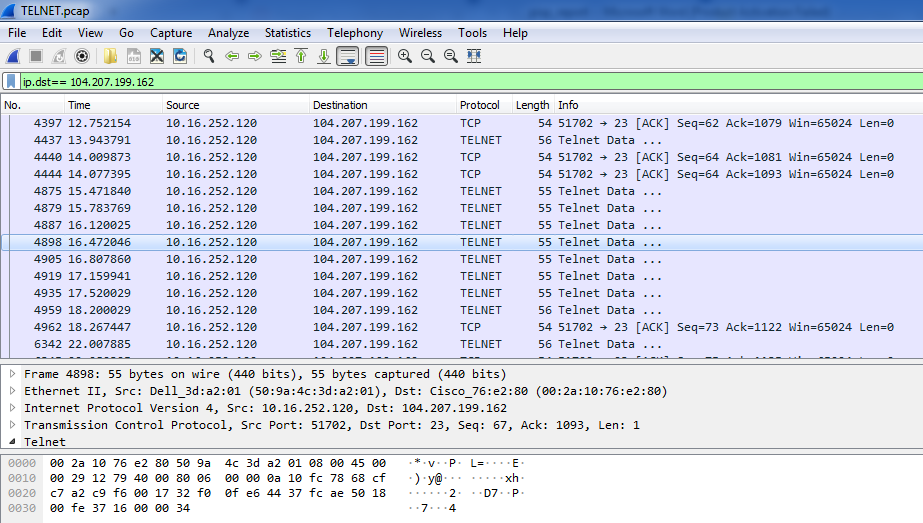 TELNET.pcap
File Edit View Go Capture Analyze Statistics Telephony Wireless Tools Help
ip.dst== 104.207.199.162
No. Time Source Destination Protocol Length Info
4397 12.752154 10.16.252.120 104.207.199.162 TCP 54 51702 → 23 [ACK] Seq=62 Ack=1079 Win=65024 Len=0
4437 13.943791 10.16.252.120 104.207.199.162 TELNET 56 Telnet Data ...
4440 14.009873 10.16.252.120 104.207.199.162 TCP 54 51702 → 23 [ACK] Seq=64 Ack=1081 Win=65024 Len=0
4444 14.077395 10.16.252.120 104.207.199.162 TCP 54 51702 → 23 [ACK] Seq=64 Ack=1093 Win=65024 Len=0
4875 15.471840 10.16.252.120 104.207.199.162 TELNET 55 Telnet Data ...
4879 15.783769 10.16.252.120 104.207.199.162 TELNET 55 Telnet Data ...
4887 16.120025 10.16.252.120 104.207.199.162 TELNET 55 Telnet Data ...
4898 16.472046 10.16.252.120 104.207.199.162 TELNET 55 Telnet Data ...
4905 16.807860 10.16.252.120 104.207.199.162 TELNET 55 Telnet Data ...
4919 17.159941 10.16.252.120 104.207.199.162 TELNET 55 Telnet Data ...
4935 17.520029 10.16.252.120 104.207.199.162 TELNET 55 Telnet Data ...
4959 18.200029 10.16.252.120 104.207.199.162 TELNET 56 Telnet Data ...
4962 18.267447 10.16.252.120 104.207.199.162 TCP 54 51702 → 23 [ACK] Seq=73 Ack=1122 Win=65024 Len=0
6342 22.007885 10.16.252.120 104.207.199.162 TELNET 56 Telnet Data ...
Frame 4898: 55 bytes on wire (440 bits), 55 bytes captured (440 bits)
Ethernet II, Src: Dell_3d:a2:01 (50:9a:4c:3d:a2:01), Dst: Cisco_76:e2:80 (00:2a:10:76:e2:80)
Internet Protocol Version 4, Src: 10.16.252.120, Dst: 104.207.199.162
Transmission Control Protocol, Src Port: 51702, Dst Port: 23, Seq: 67, Ack: 1093, Len: 1
Telnet
0000 00 2a 10 76 e2 80 50 9a 4c 3d a2 01 08 00 45 00 ·*·v··P· L=····E·
0010 00 29 12 79 40 00 80 06 00 00 0a 10 fc 78 68 cf ·)·y@··· ·····xh·
0020 c7 a2 c9 f6 00 17 32 f0 0f e6 44 37 fc ae 50 18 ······2· ··D7··P·
0030 00 fe 37 16 00 00 34 ··7···4